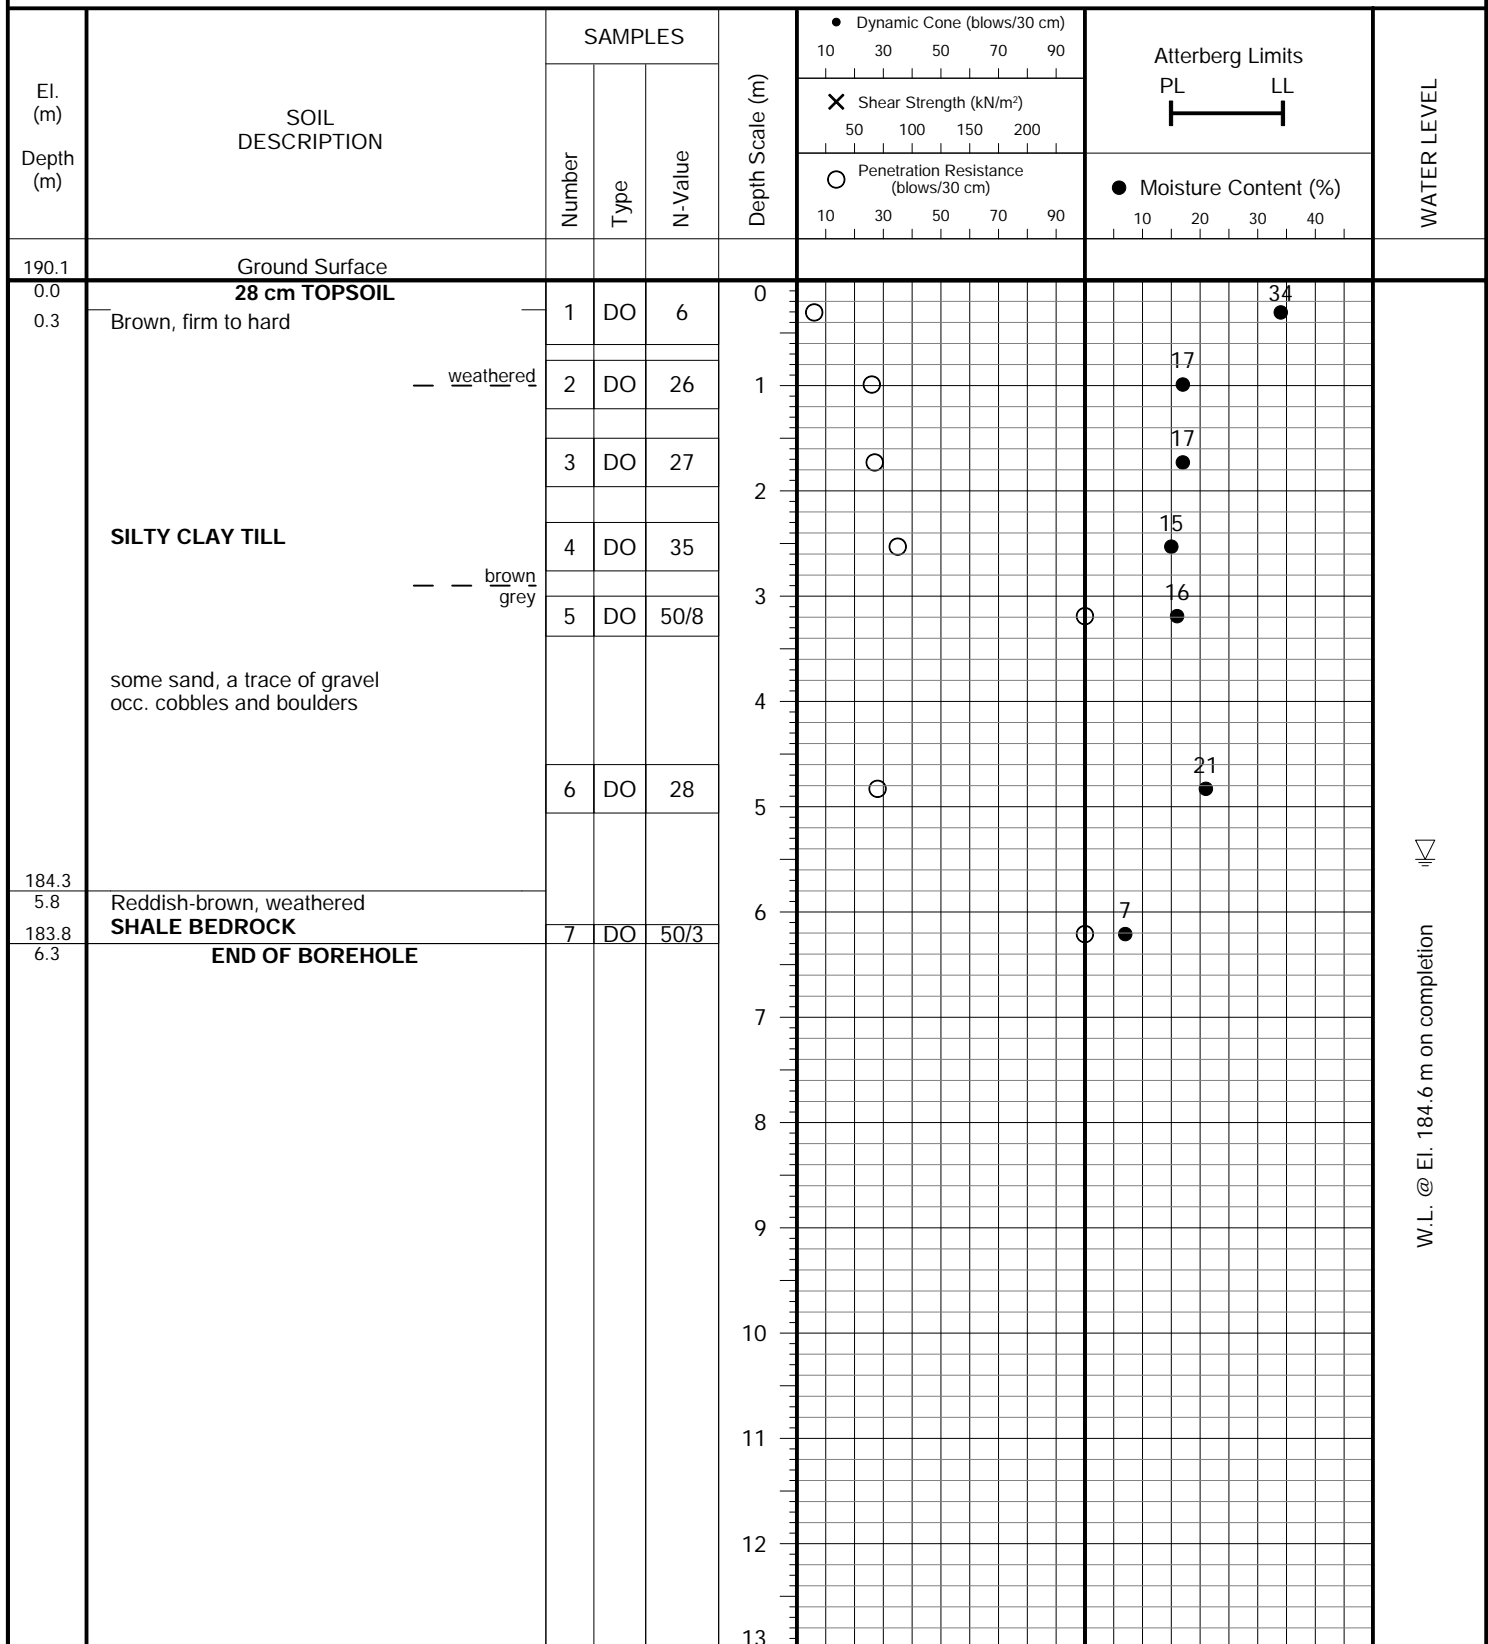 El.
(m)
Depth
(m)
SOIL
DESCRIPTION
SAMPLES
Number
Type
N-Value
Depth Scale (m)
● Dynamic Cone (blows/30 cm)
10 30 50 70 90
✕ Shear Strength (kN/m²)
50 100 150 200
○ Penetration Resistance
(blows/30 cm)
10 30 50 70 90
Atterberg Limits
PL LL
● Moisture Content (%)
10 20 30 40
WATER LEVEL
190.1 Ground Surface
0.0 28 cm TOPSOIL 0 34
0.3 Brown, firm to hard 1 DO 6
weathered 2 DO 26 1 17
3 DO 27 17
2
SILTY CLAY TILL 4 DO 35 15
brown
grey 3 16
5 DO 50/8
some sand, a trace of gravel
occ. cobbles and boulders 4
6 DO 28 21
5
184.3
5.8 Reddish-brown, weathered 6 7
183.8 SHALE BEDROCK 7 DO 50/3
6.3 END OF BOREHOLE
7
8
9
10
11
12
13
W.L. @ El. 184.6 m on completion